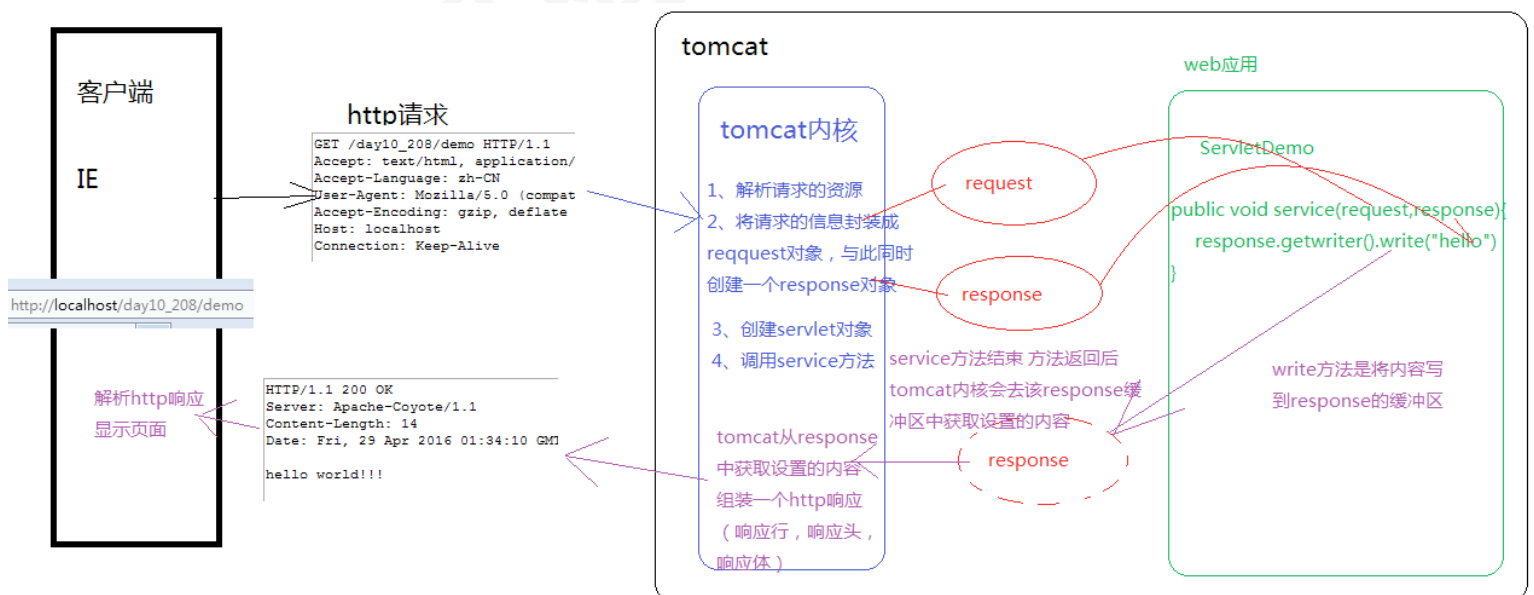 客户端
IE
http://localhost/day10_208/demo
解析http响应
显示页面
http请求
GET /day10_208/demo HTTP/1.1
Accept: text/html, application/
Accept-Language: zh-CN
User-Agent: Mozilla/5.0 (compat
Accept-Encoding: gzip, deflate
Host: localhost
Connection: Keep-Alive
HTTP/1.1 200 OK
Server: Apache-Coyote/1.1
Content-Length: 14
Date: Fri, 29 Apr 2016 01:34:10 GMT
hello world!!!
tomcat
tomcat内核
1、解析请求的资源
2、将请求的信息封装成
reqquest对象，与此同时
创建一个response对象
3、创建servlet对象
4、调用service方法
tomcat从response
中获取设置的内容
组装一个http响应
（响应行，响应头，
响应体）
request
response
service方法结束 方法返回后
tomcat内核会去该response缓
冲区中获取设置的内容
response
web应用
ServletDemo
public void service(request,response){
response.getwriter().write("hello")
}
write方法是将内容写
到response的缓冲区